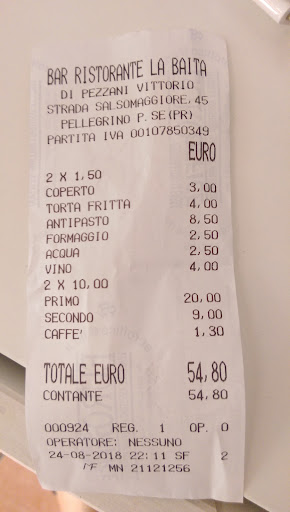 BAR RISTORANTE LA BAITA
DI PEZZANI VITTORIO
STRADA SALSOMAGGIORE, 45
PELLEGRINO P.SE(PR)
PARTITA IVA 00107850349
EURO
2 X 1,50
COPERTO 3,00
TORTA FRITTA 4,00
ANTIPASTO 8,50
FORMAGGIO 2,50
ACQUA 2,50
VINO 4,00
2 X 10,00
PRIMO 20,00
SECONDO 9,00
CAFFE' 1,30
TOTALE EURO 54,80
CONTANTE 54,80
000924 REG. 1 OP. 0
OPERATORE: NESSUNO
24-08-2018 22:11 SF 2
MF MN 21121256